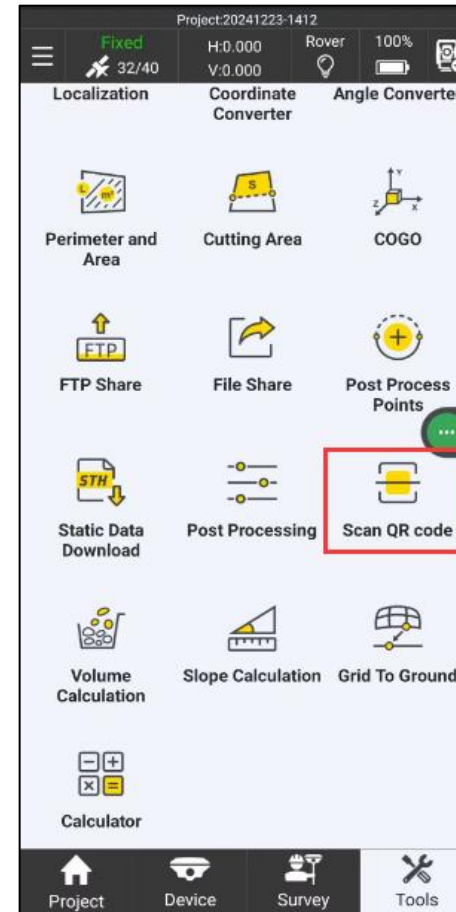 Project:20241223-1412
Fixed
32/40
H:0.000
V:0.000
Rover
100%
Localization
Coordinate
Converter
Angle Converte
L
m²
S
Y
Z
X
Perimeter and
Area
Cutting Area
COGO
FTP
FTP Share
File Share
Post Process
Points
STH
Static Data
Download
Post Processing
Scan QR code
Volume
Calculation
Slope Calculation
Grid To Ground
Calculator
Project
Device
Survey
Tools